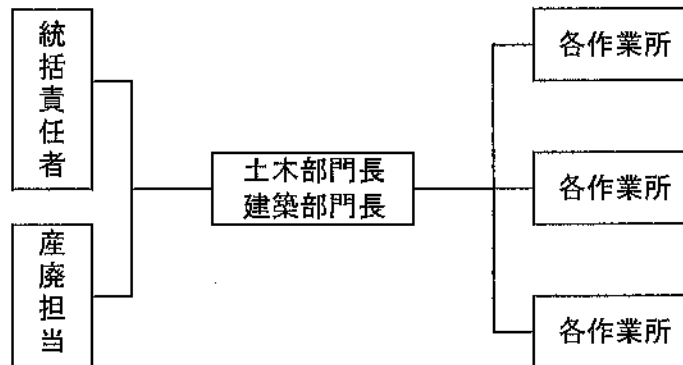 統括責任者
産廃担当
土木部門長
建築部門長
各作業所
各作業所
各作業所